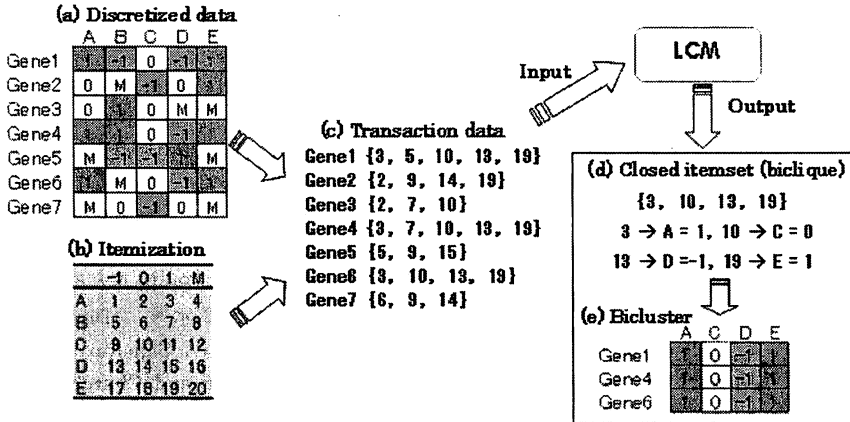 (a) Discretized data
A B C D E
Gene1 1 -1 0 -1 1
Gene2 0 M -1 0 1
Gene3 0 1 0 M M
Gene4 1 1 0 -1 1
Gene5 M -1 -1 1 M
Gene6 1 M 0 -1 1
Gene7 M 0 -1 0 M
(b) Itemization
-1 0 1 M
A 1 2 3 4
B 5 6 7 8
C 9 10 11 12
D 13 14 15 16
E 17 18 19 20
(c) Transaction data
Gene1 {3, 5, 10, 13, 19}
Gene2 {2, 9, 14, 19}
Gene3 {2, 7, 10}
Gene4 {3, 7, 10, 13, 19}
Gene5 {5, 9, 15}
Gene6 {3, 10, 13, 19}
Gene7 {6, 9, 14}
Input
LCM
Output
(d) Closed itemset (biclique)
{3, 10, 13, 19}
3 → A = 1, 10 → C = 0
13 → D =-1, 19 → E = 1
(e) Bicluster
A C D E
Gene1 1 0 -1 1
Gene4 1 0 -1 1
Gene6 1 0 -1 1